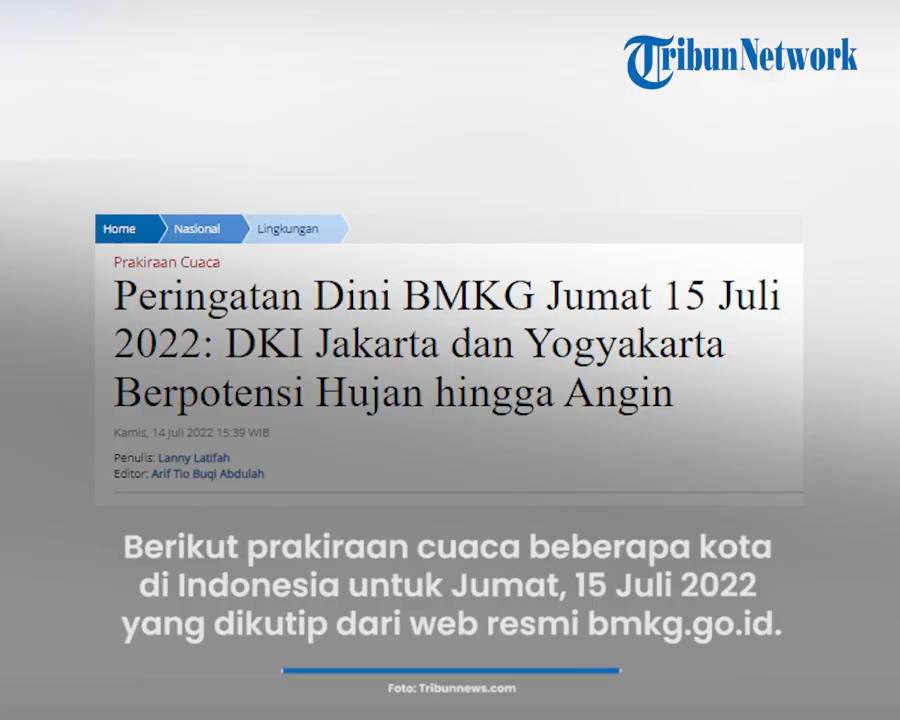 TribunNetwork
Home Nasional Lingkungan
Prakiraan Cuaca
Peringatan Dini BMKG Jumat 15 Juli
2022: DKI Jakarta dan Yogyakarta
Berpotensi Hujan hingga Angin
Kamis, 14 Juli 2022 15:39 WIB
Penulis: Lanny Latifah
Editor: Arif Tio Buqi Abdulah
Berikut prakiraan cuaca beberapa kota
di Indonesia untuk Jumat, 15 Juli 2022
yang dikutip dari web resmi bmkg.go.id.
Foto: Tribunnews.com